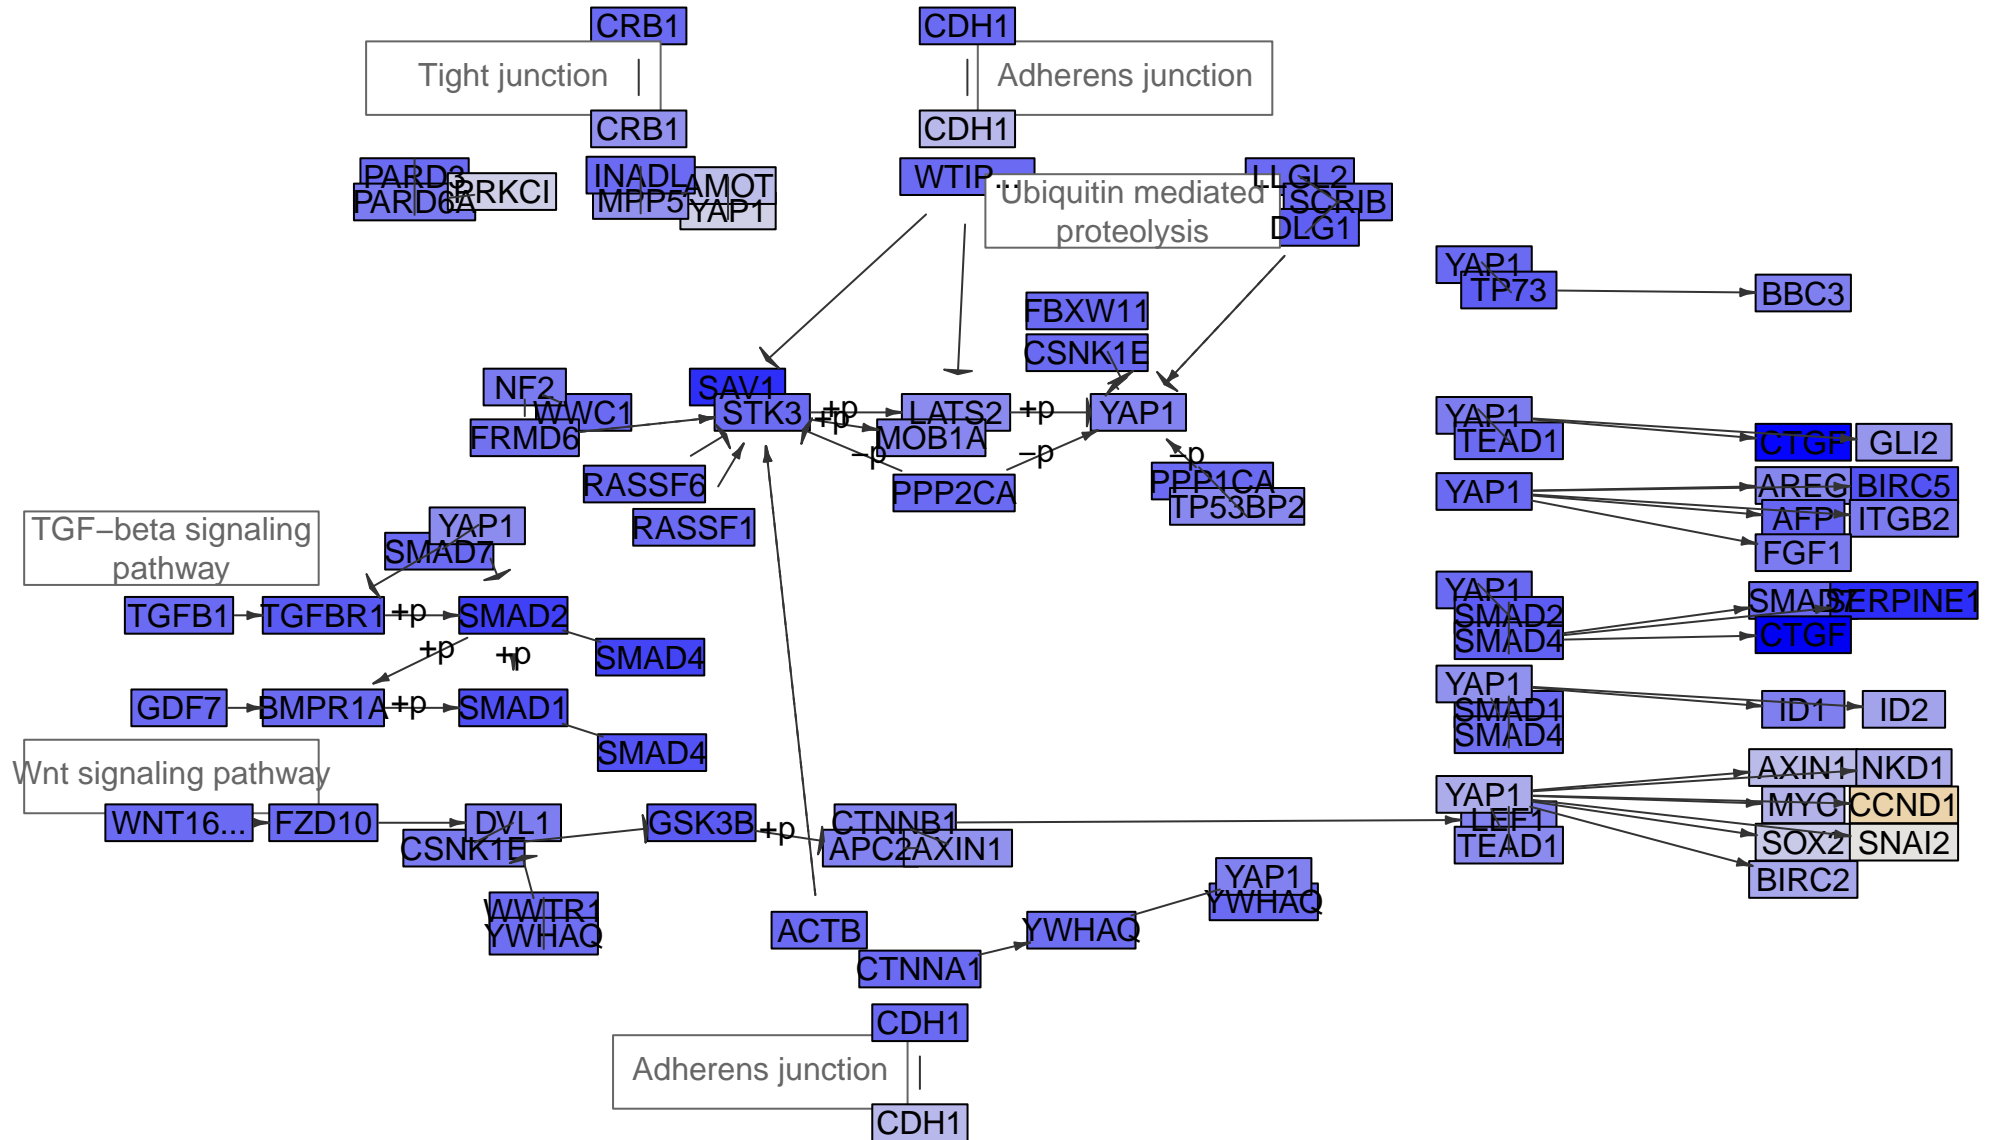 CRB1
CDH1
Tight junction
Adherens junction
CRB1
CDH1
PARD3
PARD6A
PRKCI
INADL
MPP5
AMOT
YAP1
WTIP...
Ubiquitin mediated
proteolysis
LLGL2
SCRIB
DLG1
YAP1
TP73
BBC3
FBXW11
CSNK1E
NF2
WWC1
FRMD6
SAV1
STK3
+p
+p
LATS2
MOB1A
+p
YAP1
−p
−p
−p
RASSF6
RASSF1
PPP2CA
PPP1CA
TP53BP2
YAP1
TEAD1
CTGF
GLI2
YAP1
AREG
BIRC5
AFP
ITGB2
FGF1
TGF−beta signaling
pathway
YAP1
SMAD7
TGFB1
TGFBR1
+p
SMAD2
+p
+p
SMAD4
YAP1
SMAD2
SMAD4
SMAD7
SERPINE1
CTGF
GDF7
BMPR1A
+p
SMAD1
SMAD4
YAP1
SMAD1
SMAD4
ID1
ID2
Wnt signaling pathway
WNT16...
FZD10
DVL1
CSNK1E
GSK3B
+p
CTNNB1
APC2
AXIN1
YAP1
LEF1
TEAD1
AXIN1
NKD1
MYC
CCND1
SOX2
SNAI2
BIRC2
WWTR1
YWHAQ
ACTB
CTNNA1
YWHAQ
YAP1
YWHAQ
CDH1
Adherens junction
CDH1